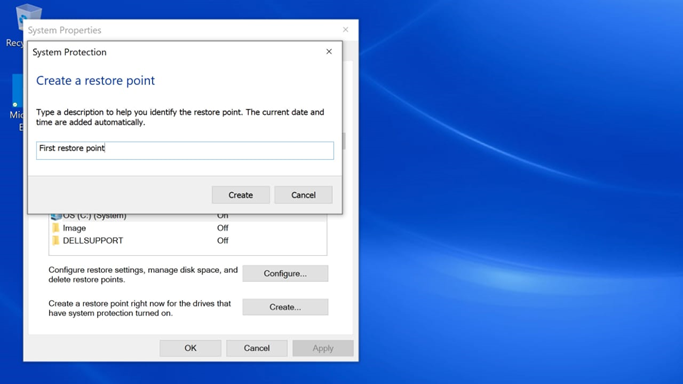 System Properties
System Protection
Create a restore point
Type a description to help you identify the restore point. The current date and
time are added automatically.
First restore point
Create Cancel
OS (C:) (System) On
Image Off
DELLSUPPORT Off
Configure restore settings, manage disk space, and
delete restore points.
Configure...
Create a restore point right now for the drives that
have system protection turned on.
Create...
OK Cancel Apply